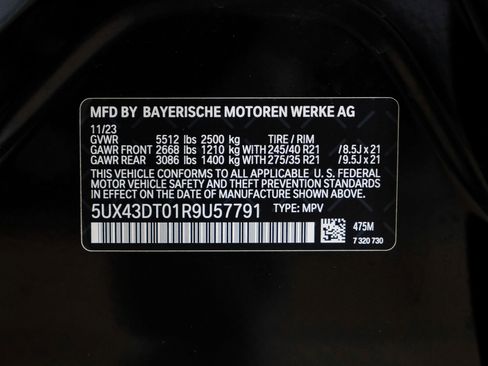 MFD BY BAYERISCHE MOTOREN WERKE AG
11/23
GVWR 5512 lbs 2500 kg TIRE / RIM
GAWR FRONT 2668 lbs 1210 kg WITH 245/40 R21 /8.5J x 21
GAWR REAR 3086 lbs 1400 kg WITH 275/35 R21 /9.5J x 21
THIS VEHICLE CONFORMS TO ALL APPLICABLE U. S. FEDERAL
MOTOR VEHICLE SAFETY AND THEFT PREVENTION STANDARDS
IN EFFECT ON THE DATE OF MANUFACTURE SHOWN ABOVE.
5UX43DT01R9U57791 TYPE: MPV
475M
7 320 730